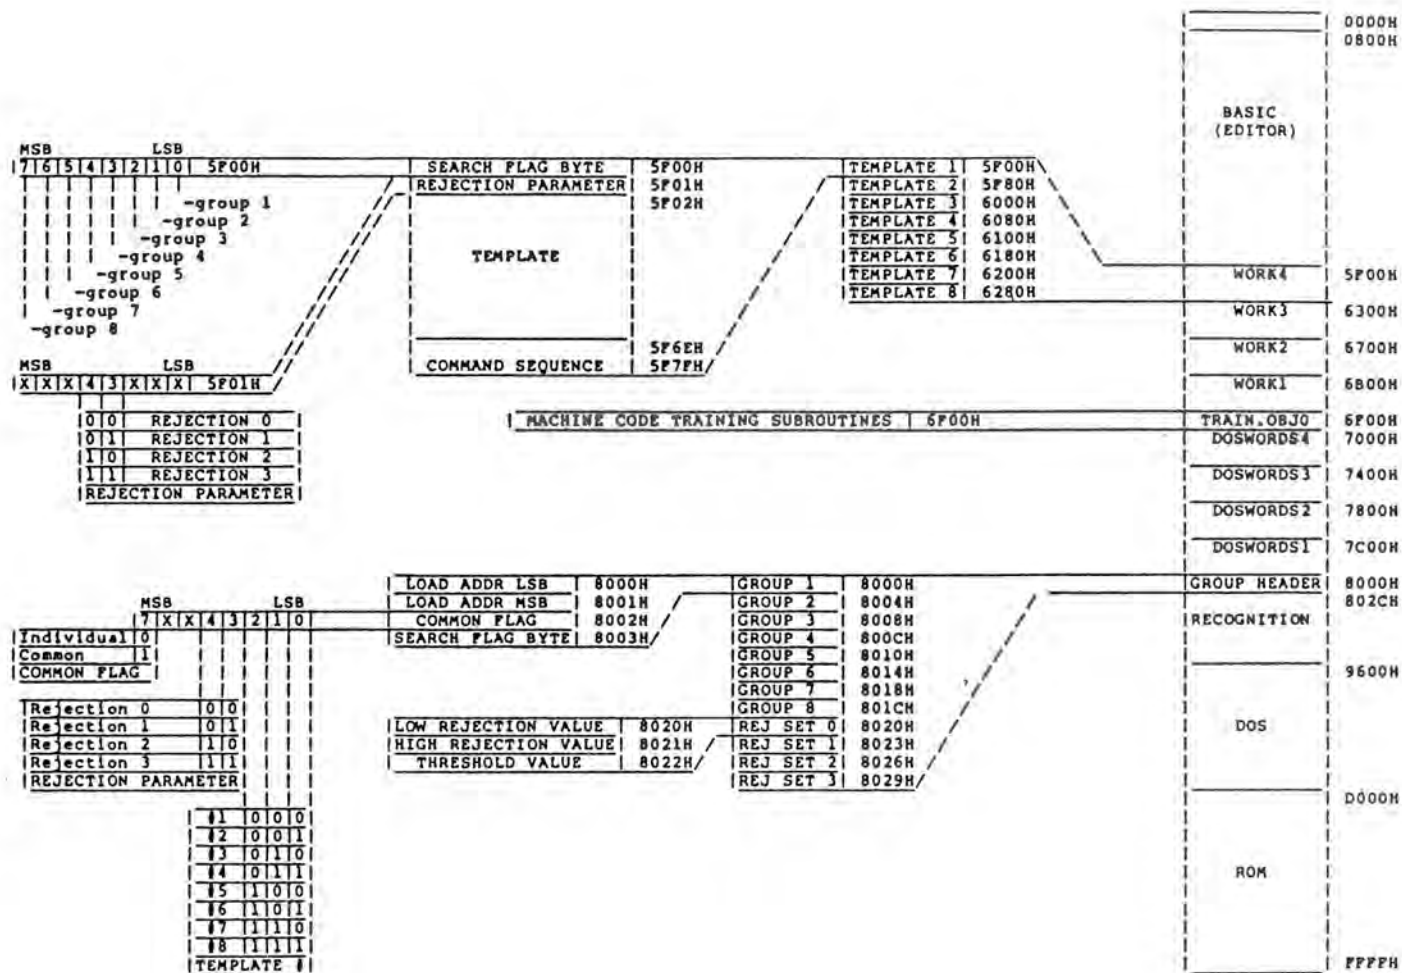 0000H
0800H
BASIC
(EDITOR)
MSB LSB
|7|6|5|4|3|2|1|0| 5F00H
-group 1
-group 2
-group 3
-group 4
-group 5
-group 6
-group 7
-group 8
MSB LSB
|X|X|X|4|3|X|X|X| 5F01H
|0|0| REJECTION 0 |
|0|1| REJECTION 1 |
|1|0| REJECTION 2 |
|1|1| REJECTION 3 |
|REJECTION PARAMETER|
| SEARCH FLAG BYTE | 5F00H
|REJECTION PARAMETER| 5F01H
5F02H
TEMPLATE
5F6EH
| COMMAND SEQUENCE | 5F7FH
|TEMPLATE 1| 5F00H
|TEMPLATE 2| 5F80H
|TEMPLATE 3| 6000H
|TEMPLATE 4| 6080H
|TEMPLATE 5| 6100H
|TEMPLATE 6| 6180H
|TEMPLATE 7| 6200H
|TEMPLATE 8| 6280H
WORK4 | 5F00H
WORK3 | 6300H
WORK2 | 6700H
WORK1 | 6B00H
| MACHINE CODE TRAINING SUBROUTINES | 6F00H
TRAIN.OBJ0 | 6F00H
DOSWORDS4 | 7000H
DOSWORDS3 | 7400H
DOSWORDS2 | 7800H
DOSWORDS1 | 7C00H
|GROUP HEADER| 8000H
802CH
|RECOGNITION
9600H
DOS
D000H
ROM
FFFFH
MSB LSB
|7|X|X|4|3|2|1|0|
|Individual|0|
|Common |1|
|COMMON FLAG |
|Rejection 0 |0|0|
|Rejection 1 |0|1|
|Rejection 2 |1|0|
|Rejection 3 |1|1|
|REJECTION PARAMETER|
| #1 |0|0|0|
| #2 |0|0|1|
| #3 |0|1|0|
| #4 |0|1|1|
| #5 |1|0|0|
| #6 |1|0|1|
| #7 |1|1|0|
| #8 |1|1|1|
|TEMPLATE #|
| LOAD ADDR LSB | 8000H
| LOAD ADDR MSB | 8001H
| COMMON FLAG | 8002H
|SEARCH FLAG BYTE| 8003H
|LOW REJECTION VALUE | 8020H
|HIGH REJECTION VALUE| 8021H
| THRESHOLD VALUE | 8022H
|GROUP 1 | 8000H
|GROUP 2 | 8004H
|GROUP 3 | 8008H
|GROUP 4 | 800CH
|GROUP 5 | 8010H
|GROUP 6 | 8014H
|GROUP 7 | 8018H
|GROUP 8 | 801CH
|REJ SET 0| 8020H
|REJ SET 1| 8023H
|REJ SET 2| 8026H
|REJ SET 3| 8029H